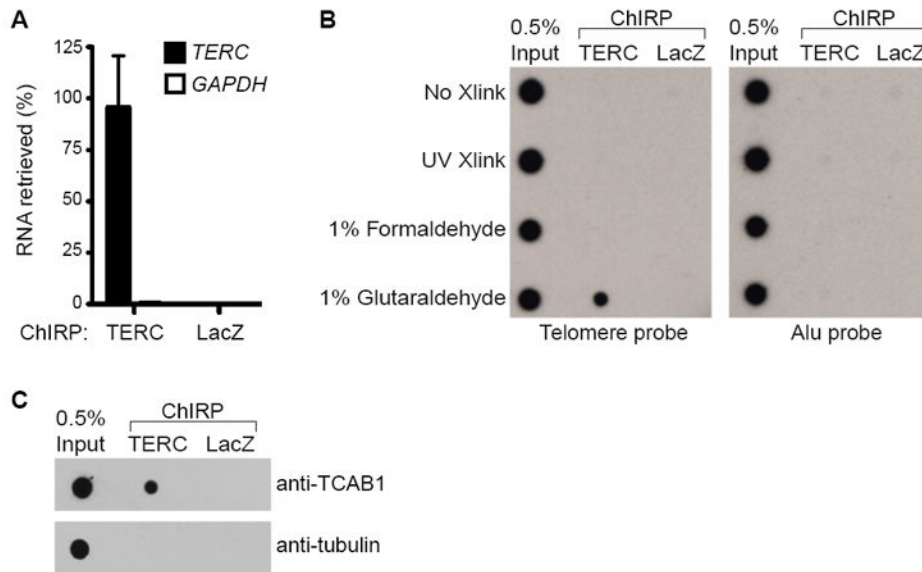 A
125
100
75
50
25
0
RNA retrieved (%)
TERC
GAPDH
ChIRP: TERC LacZ
B
0.5% Input
ChIRP
TERC LacZ
No Xlink
UV Xlink
1% Formaldehyde
1% Glutaraldehyde
Telomere probe
0.5% Input
ChIRP
TERC LacZ
Alu probe
C
0.5% Input
ChIRP
TERC LacZ
anti-TCAB1
anti-tubulin